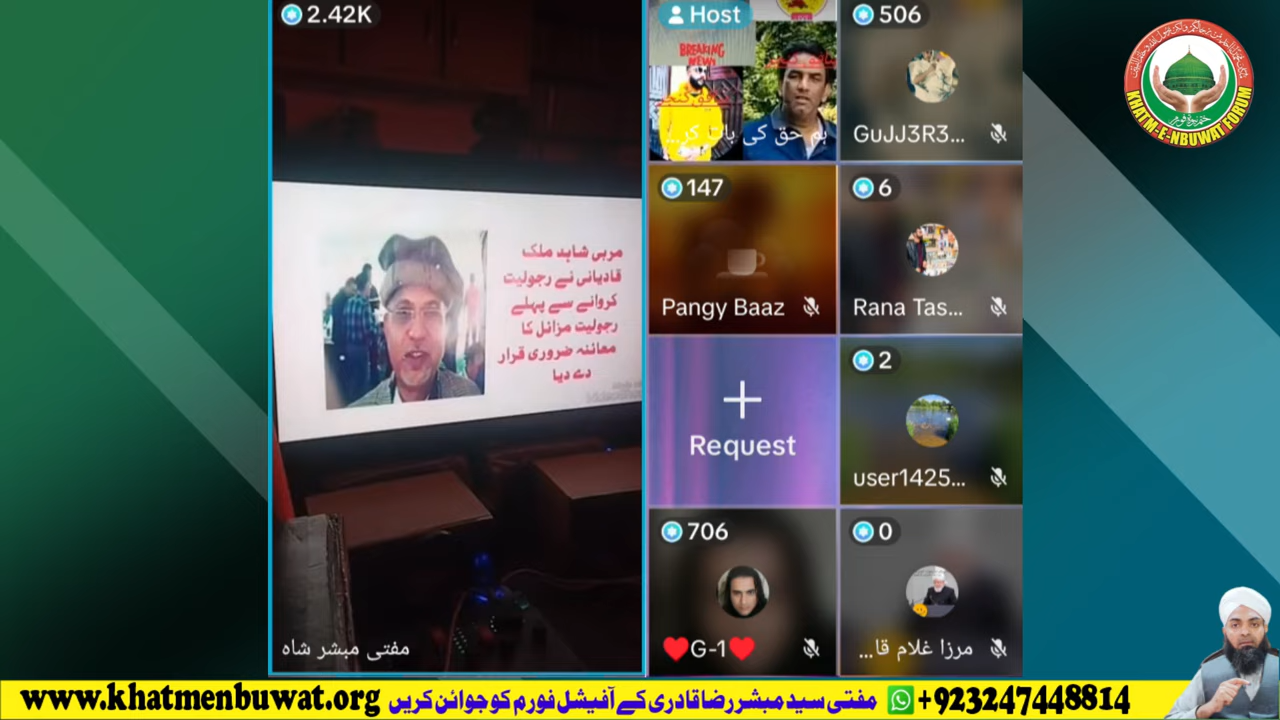 2.42K
مربی شاہد ملک
قادیانی نے رجولیت
کروانے سے پہلے
رجولیت مزائل کا
معائنہ ضروری قرار
دے دیا
مفتی مبشر شاہ
Host
BREAKING
NEWS
ہم حق کی بات کر...
506
GuJJ3R3...
147
Pangy Baaz
6
Rana Tas...
Request
2
user1425...
706
❤️G-1❤️
0
مرزا غلام قا...
KHATM-E-NBUWAT FORUM
www.khatmenbuwat.org مفتی سید مبشر رضا قادری کے آفیشل فورم کو جوائن کریں +923247448814